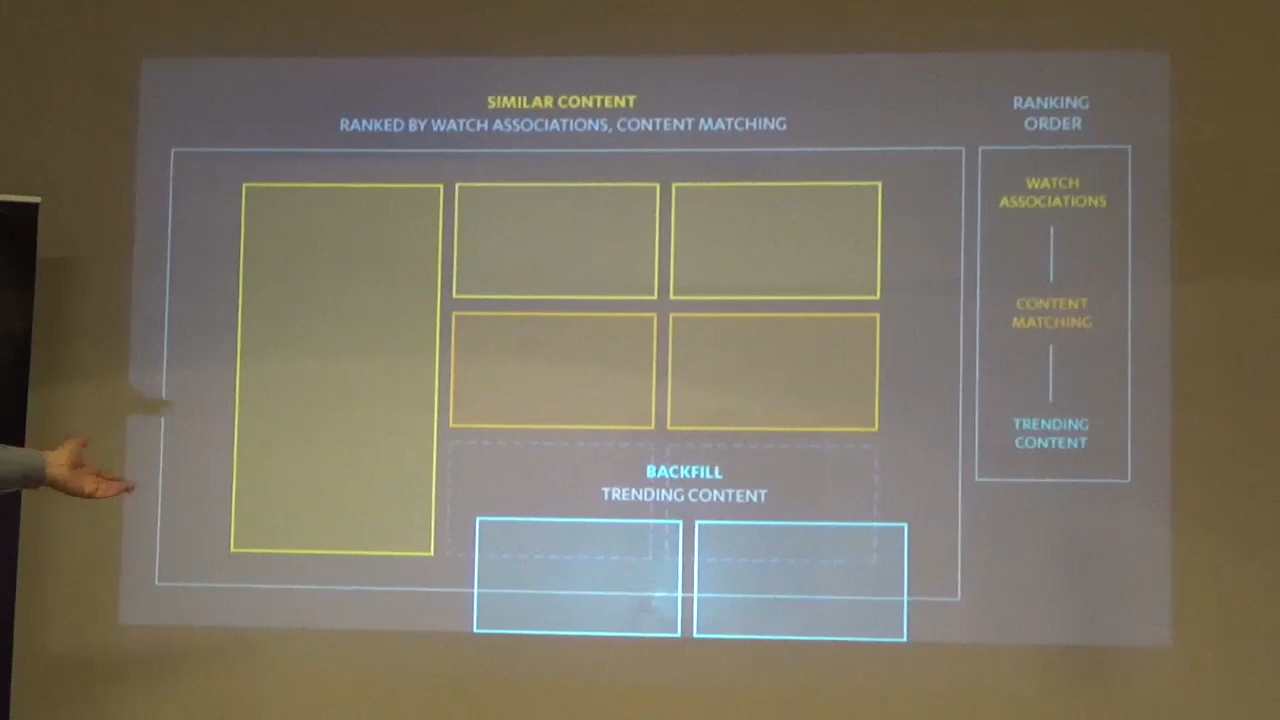 SIMILAR CONTENT
RANKED BY WATCH ASSOCIATIONS, CONTENT MATCHING
RANKING
ORDER
WATCH
ASSOCIATIONS
CONTENT
MATCHING
TRENDING
CONTENT
BACKFILL
TRENDING CONTENT